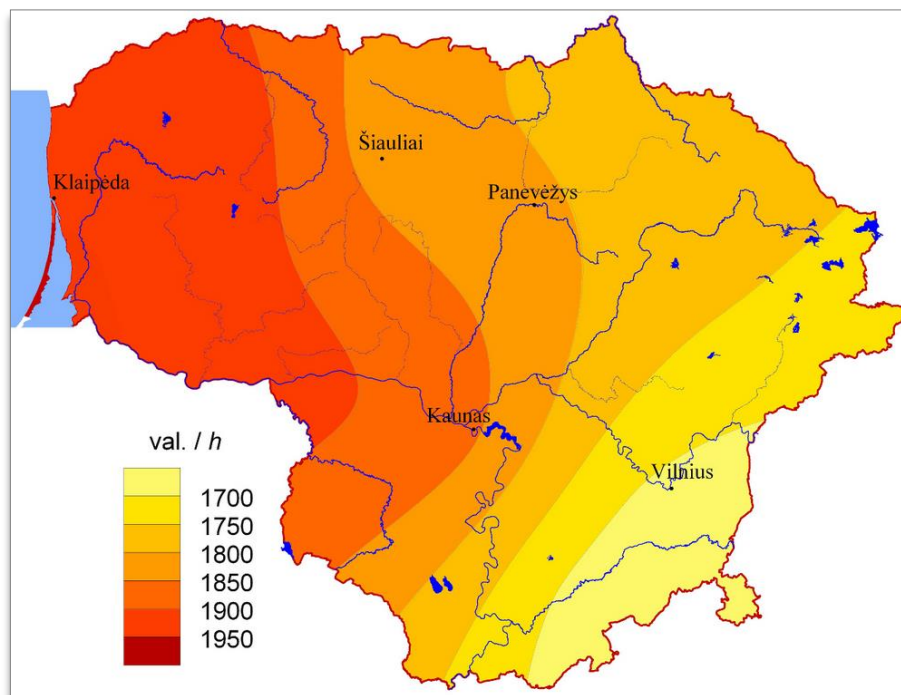 Šiauliai
Klaipėda
Panevėžys
Kaunas
Vilnius
val. / h
1700
1750
1800
1850
1900
1950